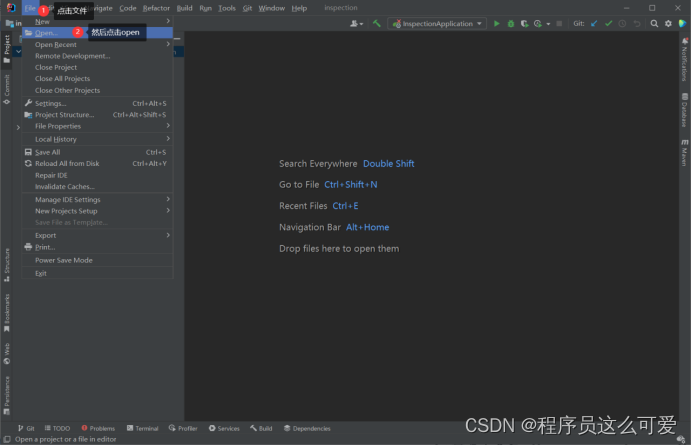 File
Navigate Code Refactor Build Run Tools Git Window Help Inspection
1 点击文件
New
Open...
2 然后点击open
Open Recent
Remote Development...
Close Project
Close All Projects
Close Other Projects
Settings... Ctrl+Alt+S
Project Structure... Ctrl+Alt+Shift+S
File Properties
Local History
Save All Ctrl+S
Reload All from Disk Ctrl+Alt+Y
Repair IDE
Invalidate Caches...
Manage IDE Settings
New Projects Setup
Save File as Template...
Export
Print...
Power Save Mode
Exit
InspectionApplication
Git:
Project
Commit
Structure
Bookmarks
Web
Persistence
Search Everywhere Double Shift
Go to File Ctrl+Shift+N
Recent Files Ctrl+E
Navigation Bar Alt+Home
Drop files here to open them
Notifications
Database
m Maven
Git TODO Problems Terminal Profiler Services Build Dependencies
Open a project or a file in editor
CSDN @程序员这么可爱